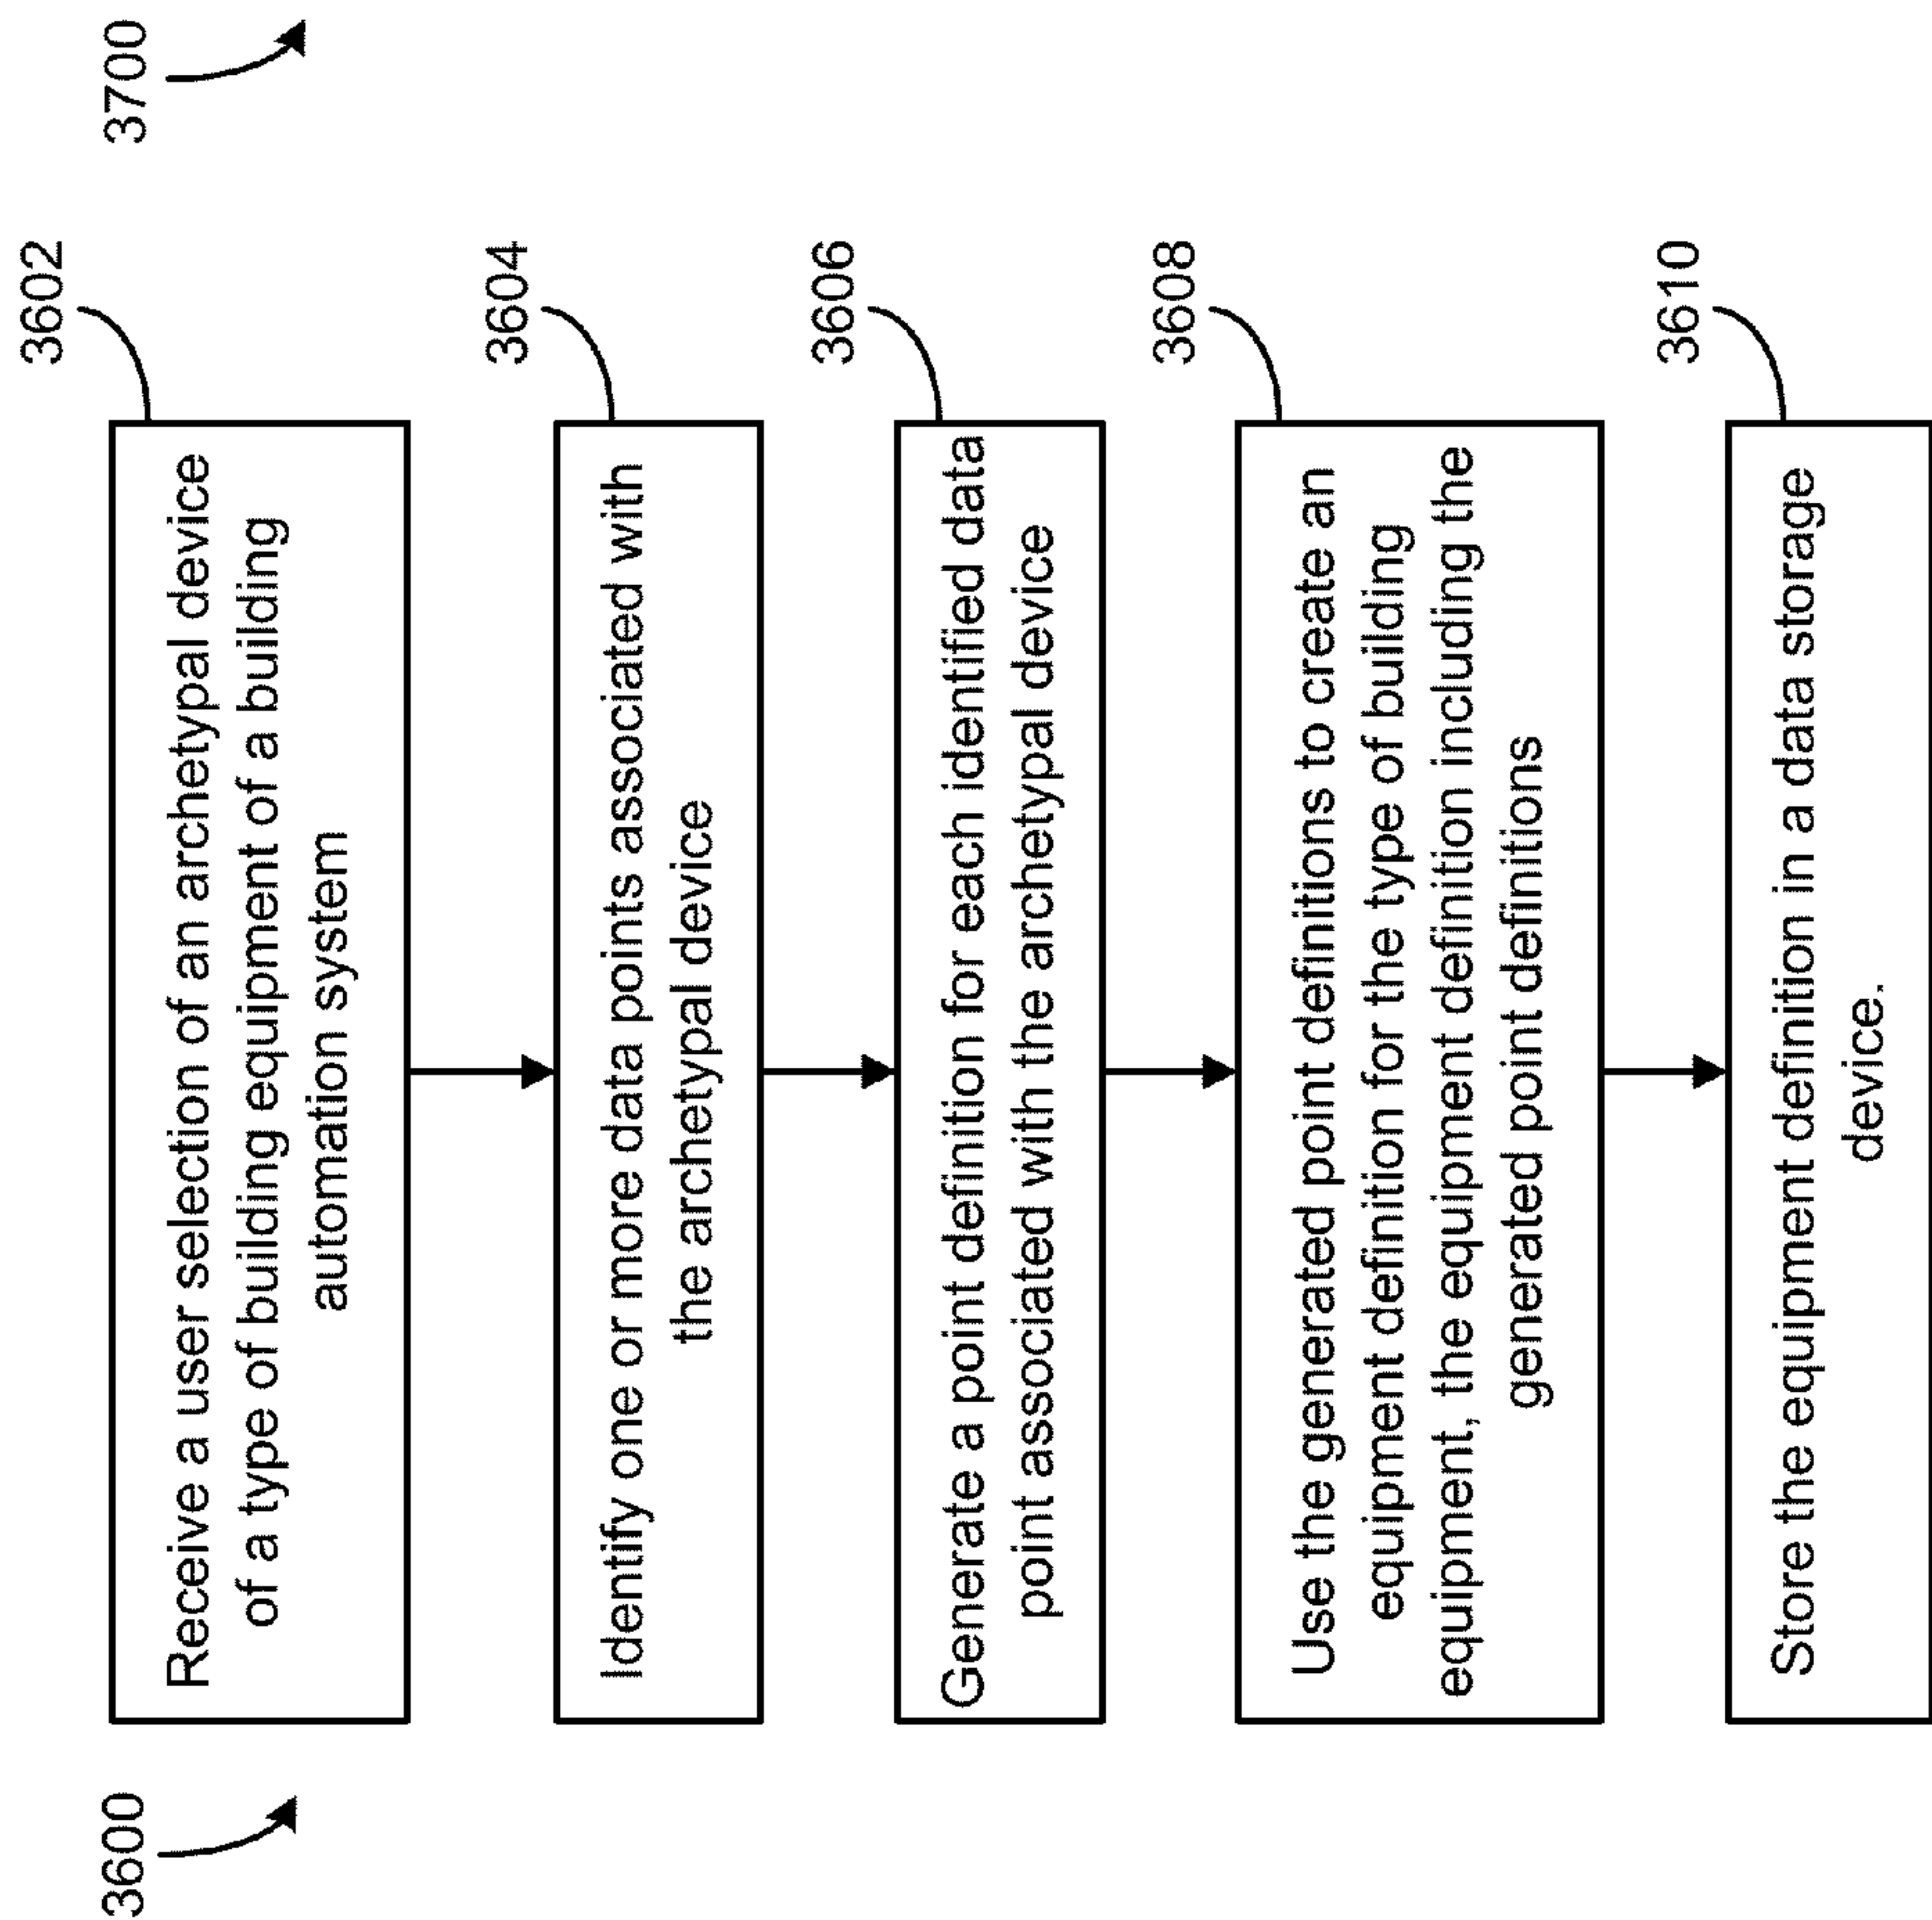 3600
3700
3602
Receive a user selection of an archetypal device
of a type of building equipment of a building
automation system
3604
Identify one or more data points associated with
the archetypal device
3606
Generate a point definition for each identified data
point associated with the archetypal device
3608
Use the generated point definitions to create an
equipment definition for the type of building
equipment, the equipment definition including the
generated point definitions
3610
Store the equipment definition in a data storage
device.